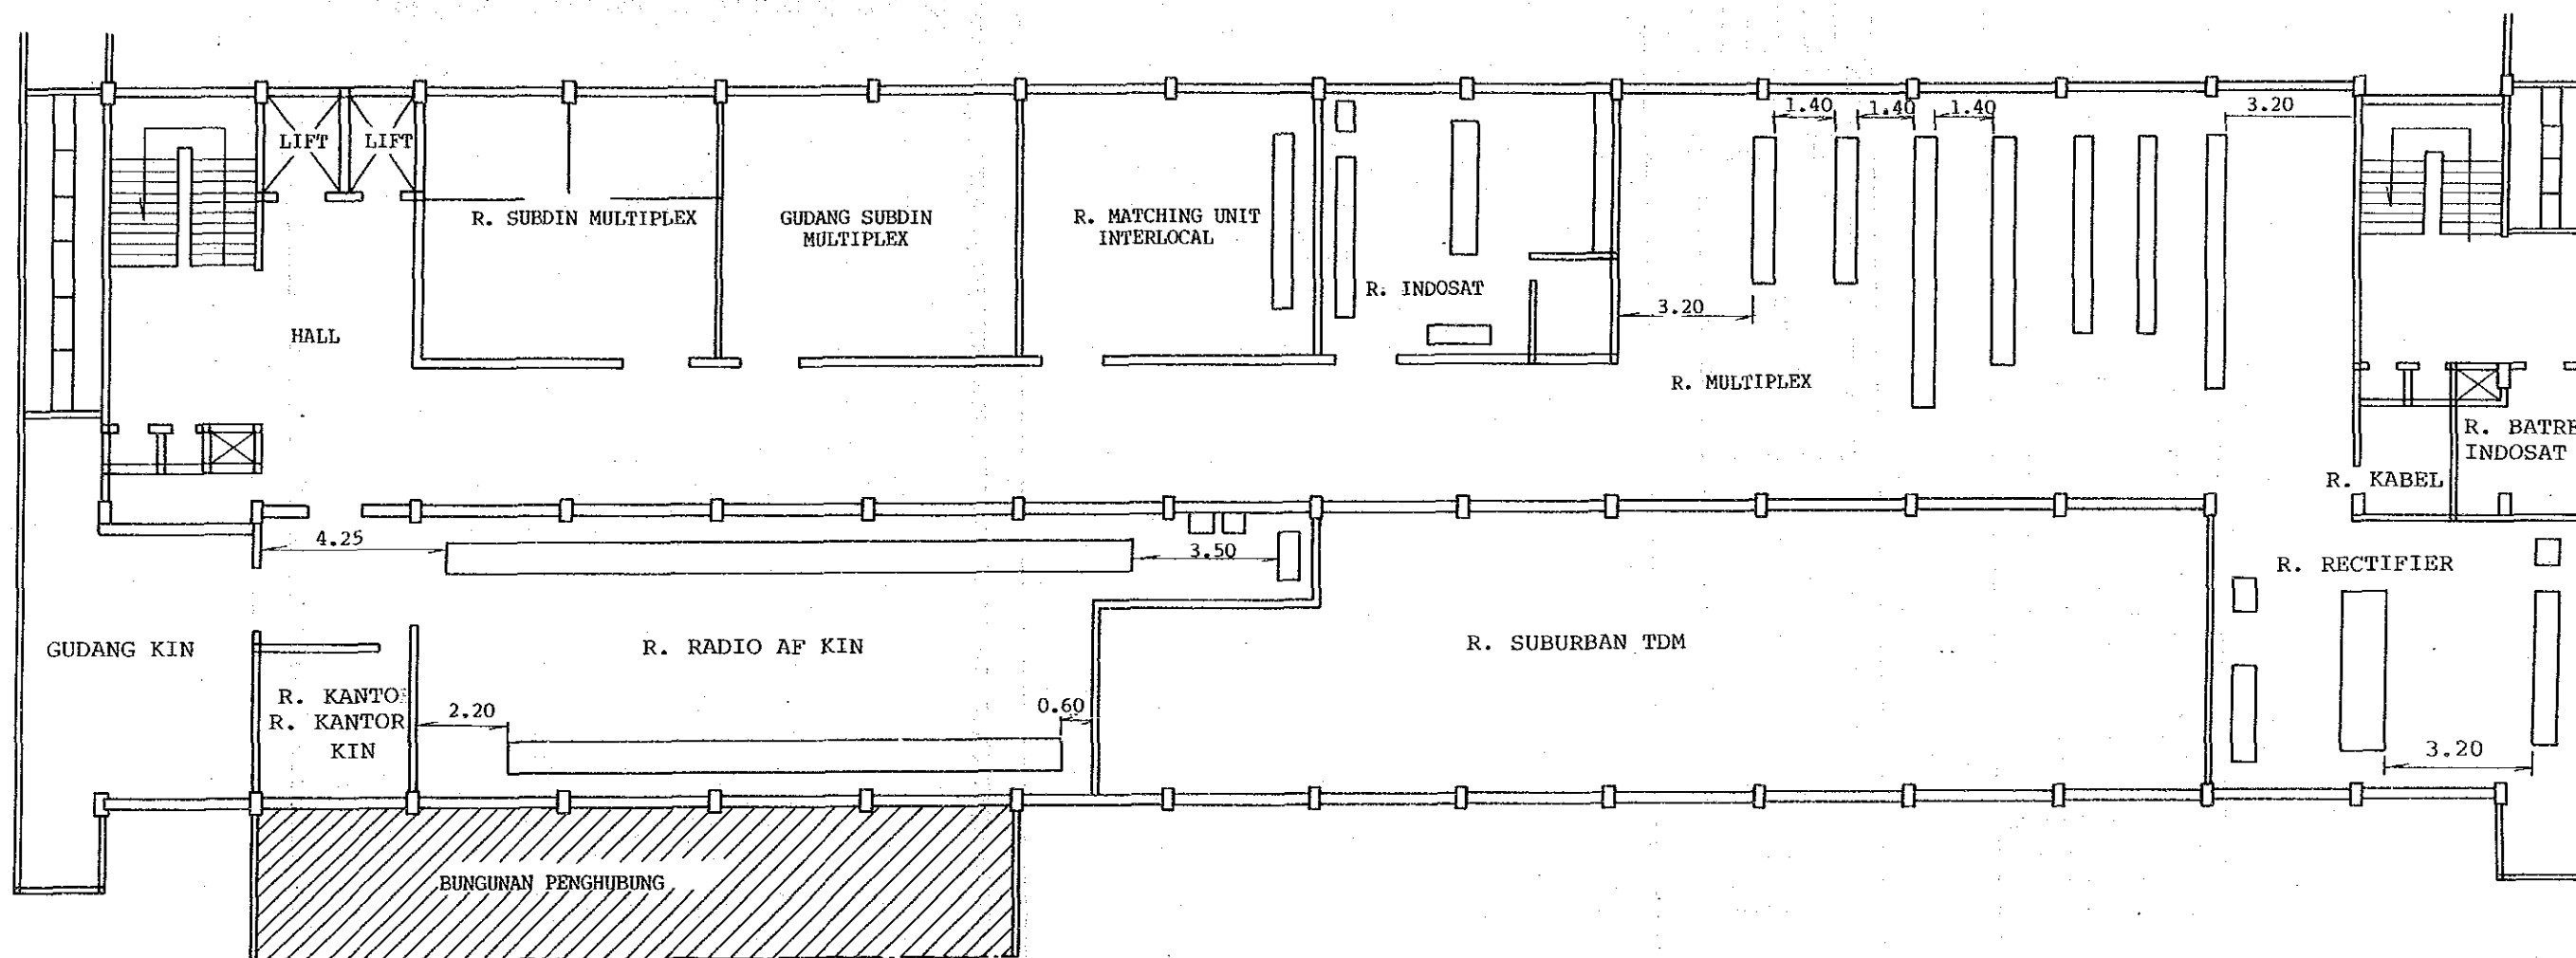 1.40
1.40
1.40
3.20
LIFT
LIFT
R. SUBDIN MULTIPLEX
GUDANG SUBDIN
MULTIPLEX
R. MATCHING UNIT
INTERLOCAL
R. INDOSAT
3.20
HALL
R. MULTIPLEX
R. BATRE
INDOSAT
R. KABEL
4.25
3.50
R. RECTIFIER
GUDANG KIN
R. RADIO AF KIN
R. SUBURBAN TDM
R. KANTO
R. KANTOR
KIN
2.20
0.60
3.20
BUNGUNAN PENGHUBUNG